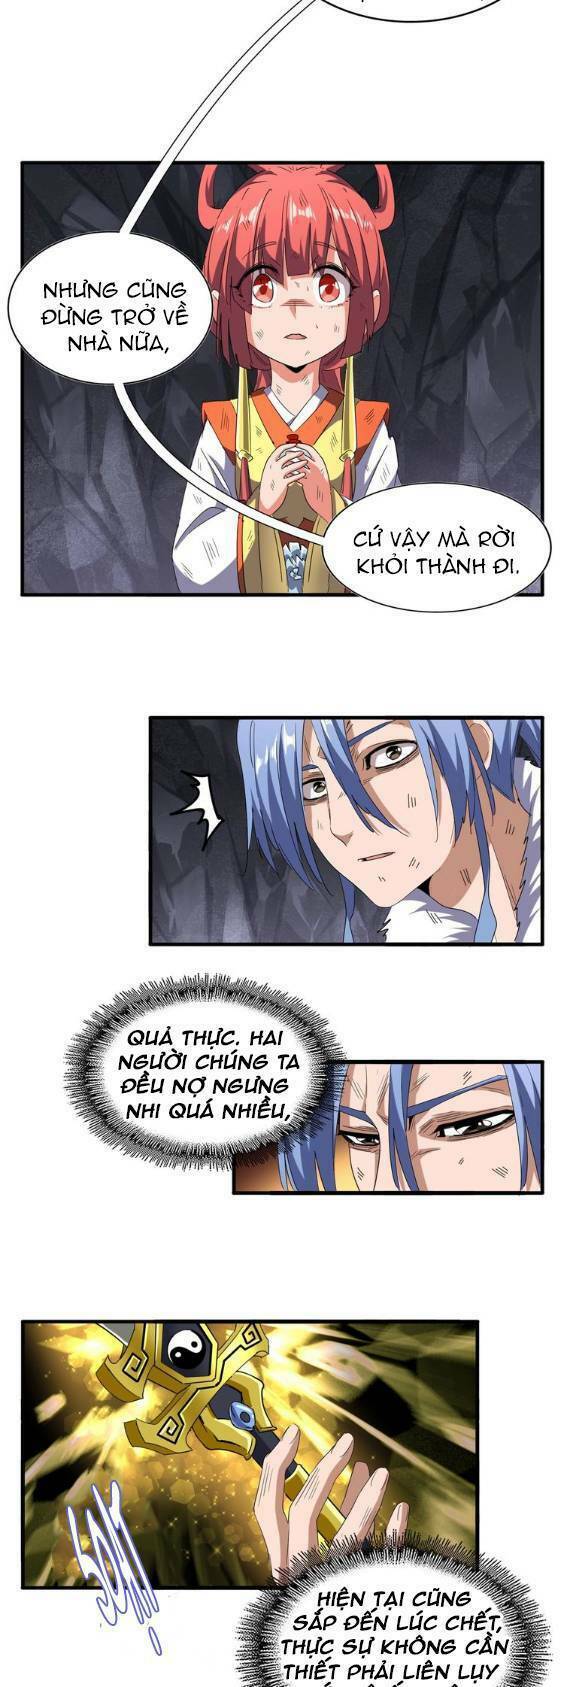 NHƯNG CŨNG
ĐỪNG TRỞ VỀ
NHÀ NỮA,
CỨ VẬY MÀ RỜI
KHỎI THÀNH ĐI.
QUẢ THỰC. HAI
NGƯỜI CHÚNG TA
ĐỀU NỢ NGƯNG
NHI QUÁ NHIỀU,
HIỆN TẠI CŨNG
SẮP ĐẾN LÚC CHẾT,
THỰC SỰ KHÔNG CẦN
THIẾT PHẢI LIÊN LỤY